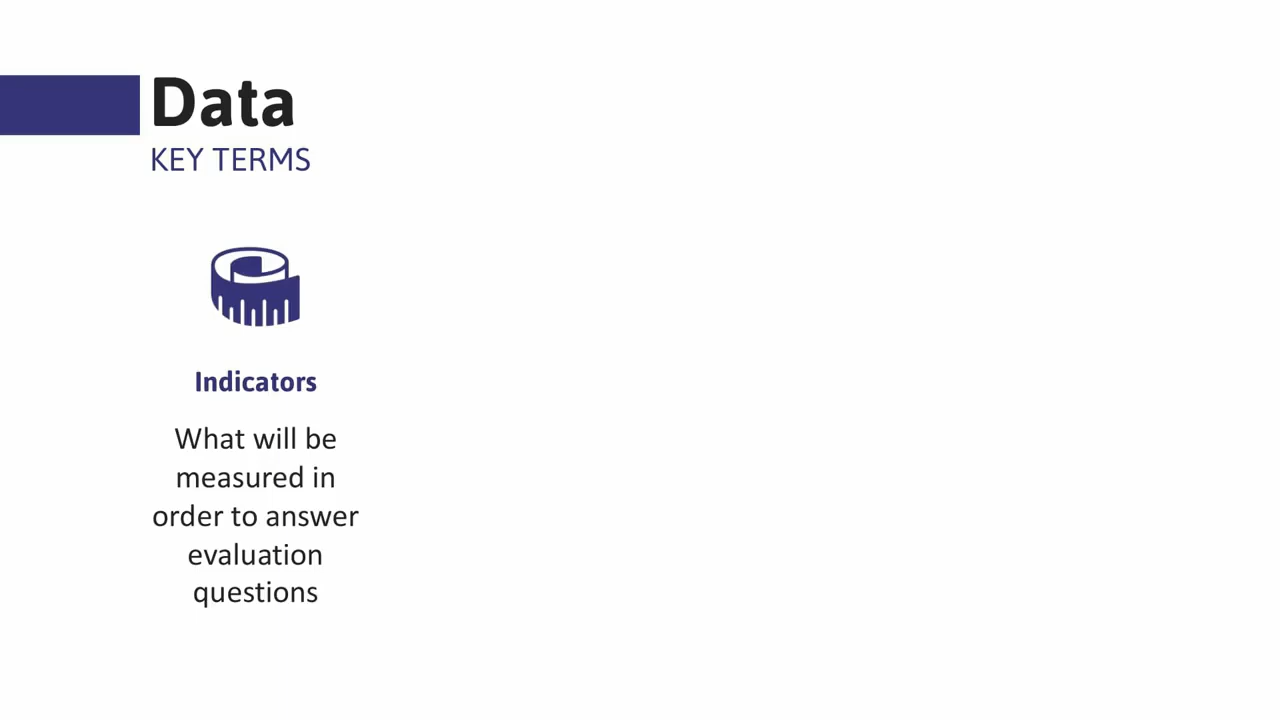 Data
KEY TERMS
Indicators
What will be
measured in
order to answer
evaluation
questions